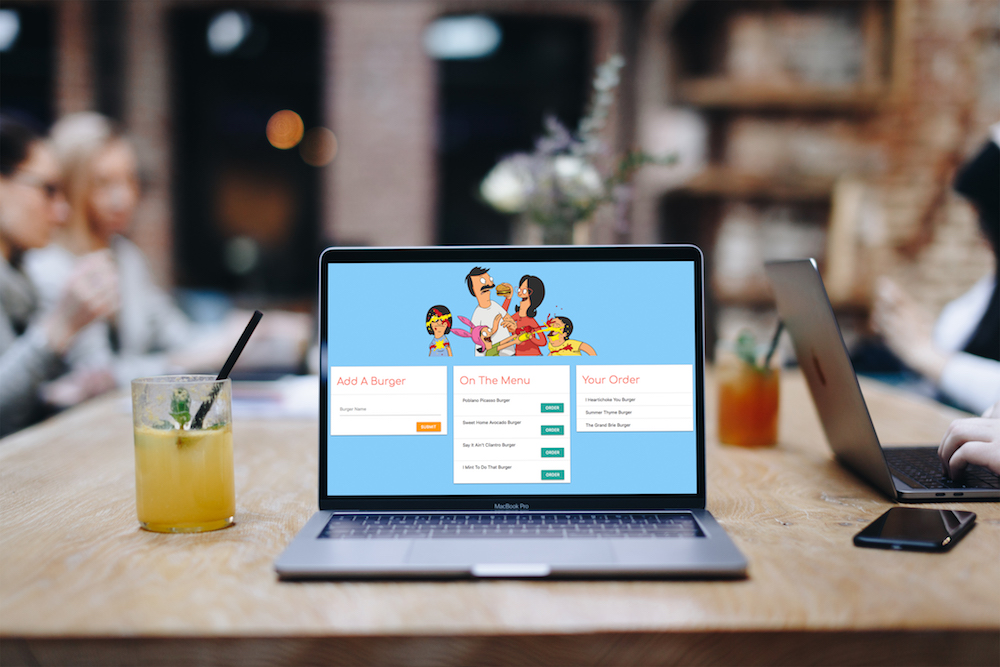 Add A Burger
Burger Name
SUBMIT
On The Menu
Poblano Picasso Burger
ORDER
Sweet Home Avocado Burger
ORDER
Say It Ain't Cilantro Burger
ORDER
I Mint To Do That Burger
ORDER
Your Order
I Heartichoke You Burger
Summer Thyme Burger
The Grand Brie Burger
MacBook Pro